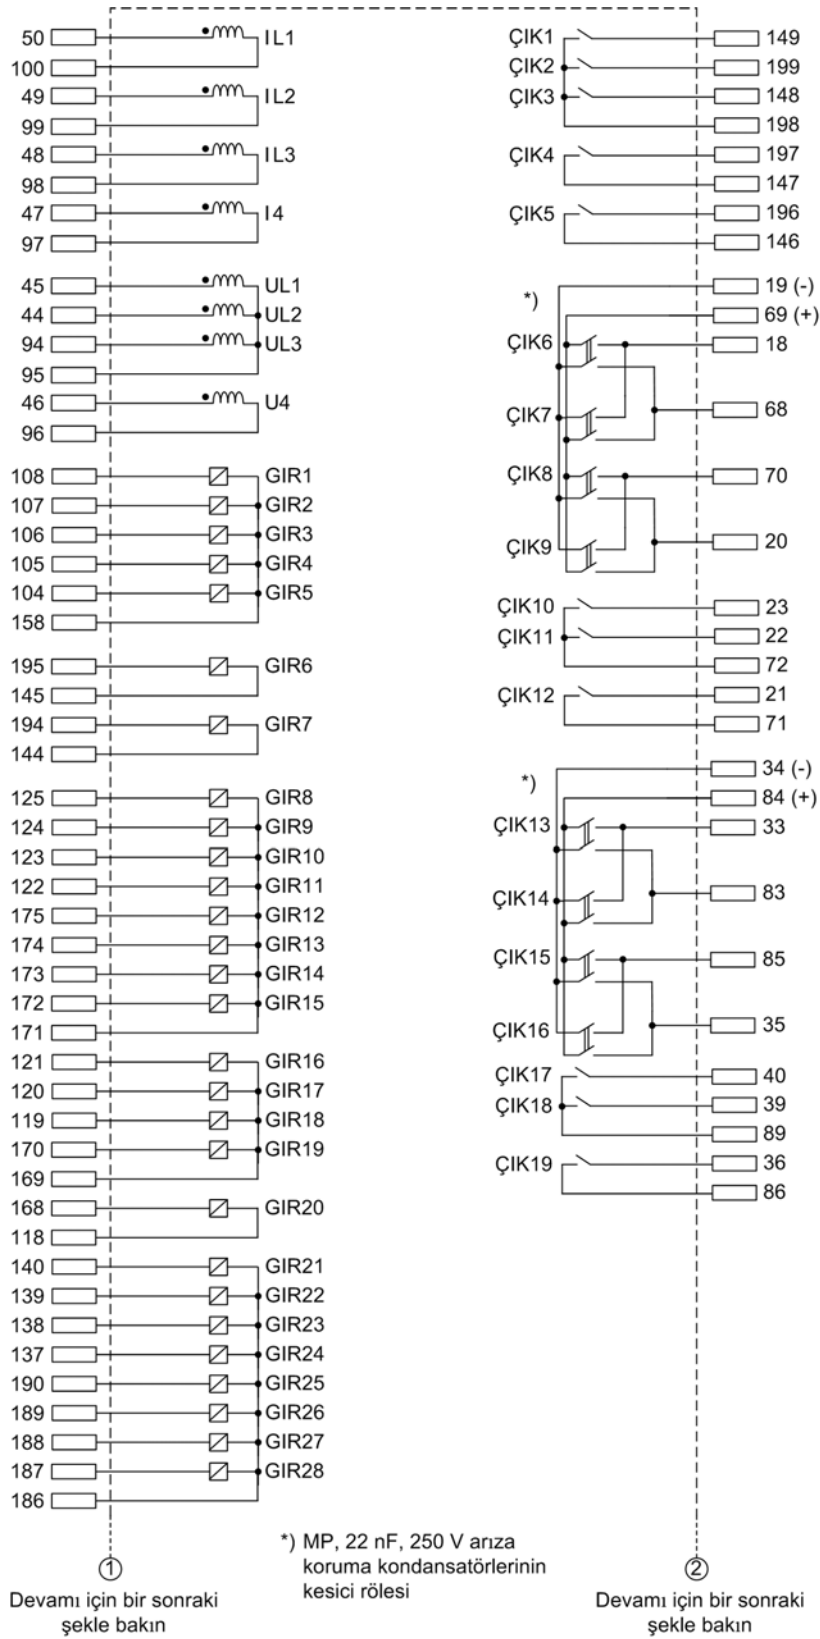 50 IL1
100
49 IL2
99
48 IL3
98
47 I4
97
45 UL1
44 UL2
94 UL3
95
46 U4
96
108 GIR1
107 GIR2
106 GIR3
105 GIR4
104 GIR5
158
195 GIR6
145
194 GIR7
144
125 GIR8
124 GIR9
123 GIR10
122 GIR11
175 GIR12
174 GIR13
173 GIR14
172 GIR15
171
121 GIR16
120 GIR17
119 GIR18
170 GIR19
169
168 GIR20
118
140 GIR21
139 GIR22
138 GIR23
137 GIR24
190 GIR25
189 GIR26
188 GIR27
187 GIR28
186
ÇIK1 149
ÇIK2 199
ÇIK3 148
198
ÇIK4 197
147
ÇIK5 196
146
19 (-)
*)
69 (+)
ÇIK6 18
ÇIK7 68
ÇIK8 70
ÇIK9 20
ÇIK10 23
ÇIK11 22
72
ÇIK12 21
71
34 (-)
*)
84 (+)
ÇIK13 33
ÇIK14 83
ÇIK15 85
ÇIK16 35
ÇIK17 40
ÇIK18 39
89
ÇIK19 36
86
*) MP, 22 nF, 250 V arıza
koruma kondansatörlerinin
kesici rölesi
1
Devamı için bir sonraki
şekle bakın
2
Devamı için bir sonraki
şekle bakın